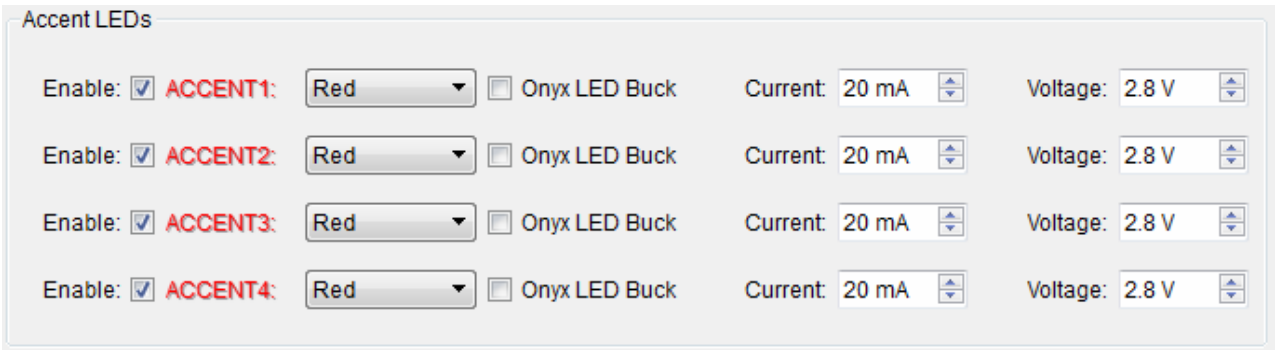 Accent LEDs
Enable: ACCENT1: Red Onyx LED Buck Current: 20 mA Voltage: 2.8 V
Enable: ACCENT2: Red Onyx LED Buck Current: 20 mA Voltage: 2.8 V
Enable: ACCENT3: Red Onyx LED Buck Current: 20 mA Voltage: 2.8 V
Enable: ACCENT4: Red Onyx LED Buck Current: 20 mA Voltage: 2.8 V